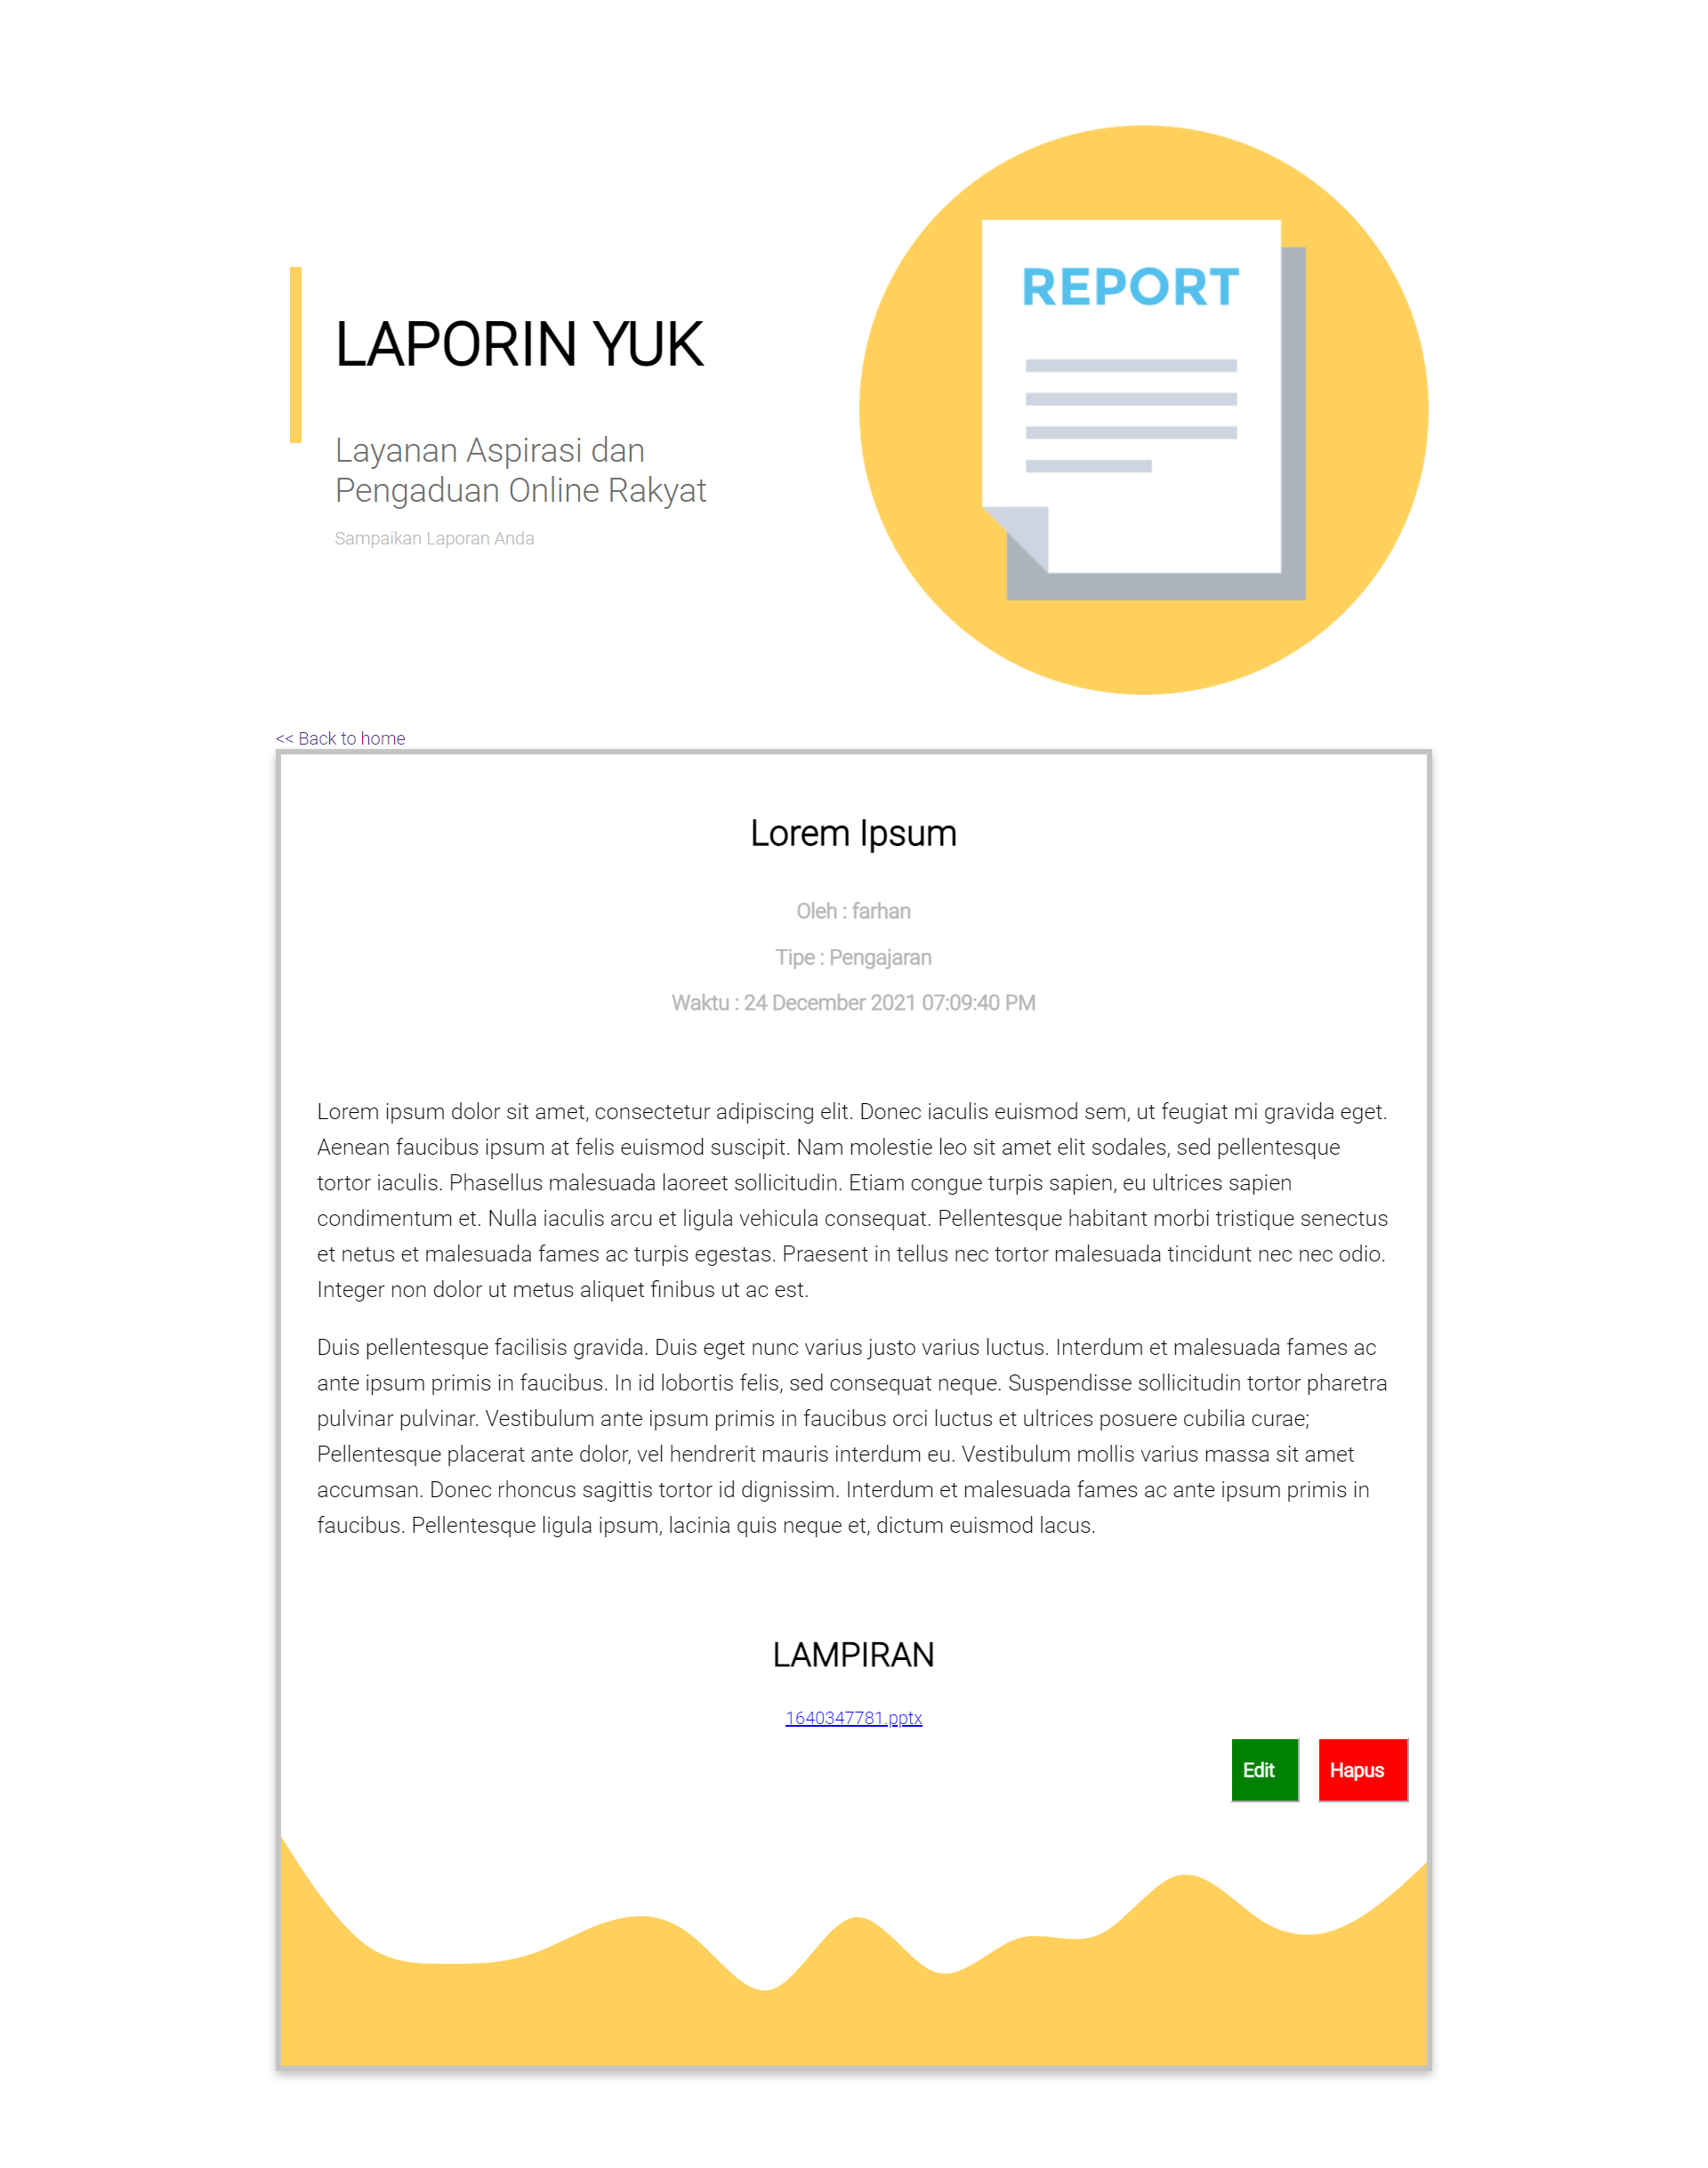 REPORT
LAPORIN YUK
Layanan Aspirasi dan
Pengaduan Online Rakyat
Sampaikan Laporan Anda
<< Back to home
Lorem Ipsum
Oleh : farhan
Tipe : Pengajaran
Waktu : 24 December 2021 07:09:40 PM
Lorem ipsum dolor sit amet, consectetur adipiscing elit. Donec iaculis euismod sem, ut feugiat mi gravida eget.
Aenean faucibus ipsum at felis euismod suscipit. Nam molestie leo sit amet elit sodales, sed pellentesque
tortor iaculis. Phasellus malesuada laoreet sollicitudin. Etiam congue turpis sapien, eu ultrices sapien
condimentum et. Nulla iaculis arcu et ligula vehicula consequat. Pellentesque habitant morbi tristique senectus
et netus et malesuada fames ac turpis egestas. Praesent in tellus nec tortor malesuada tincidunt nec nec odio.
Integer non dolor ut metus aliquet finibus ut ac est.
Duis pellentesque facilisis gravida. Duis eget nunc varius justo varius luctus. Interdum et malesuada fames ac
ante ipsum primis in faucibus. In id lobortis felis, sed consequat neque. Suspendisse sollicitudin tortor pharetra
pulvinar pulvinar. Vestibulum ante ipsum primis in faucibus orci luctus et ultrices posuere cubilia curae;
Pellentesque placerat ante dolor, vel hendrerit mauris interdum eu. Vestibulum mollis varius massa sit amet
accumsan. Donec rhoncus sagittis tortor id dignissim. Interdum et malesuada fames ac ante ipsum primis in
faucibus. Pellentesque ligula ipsum, lacinia quis neque et, dictum euismod lacus.
LAMPIRAN
1640347781.pptx
Edit
Hapus